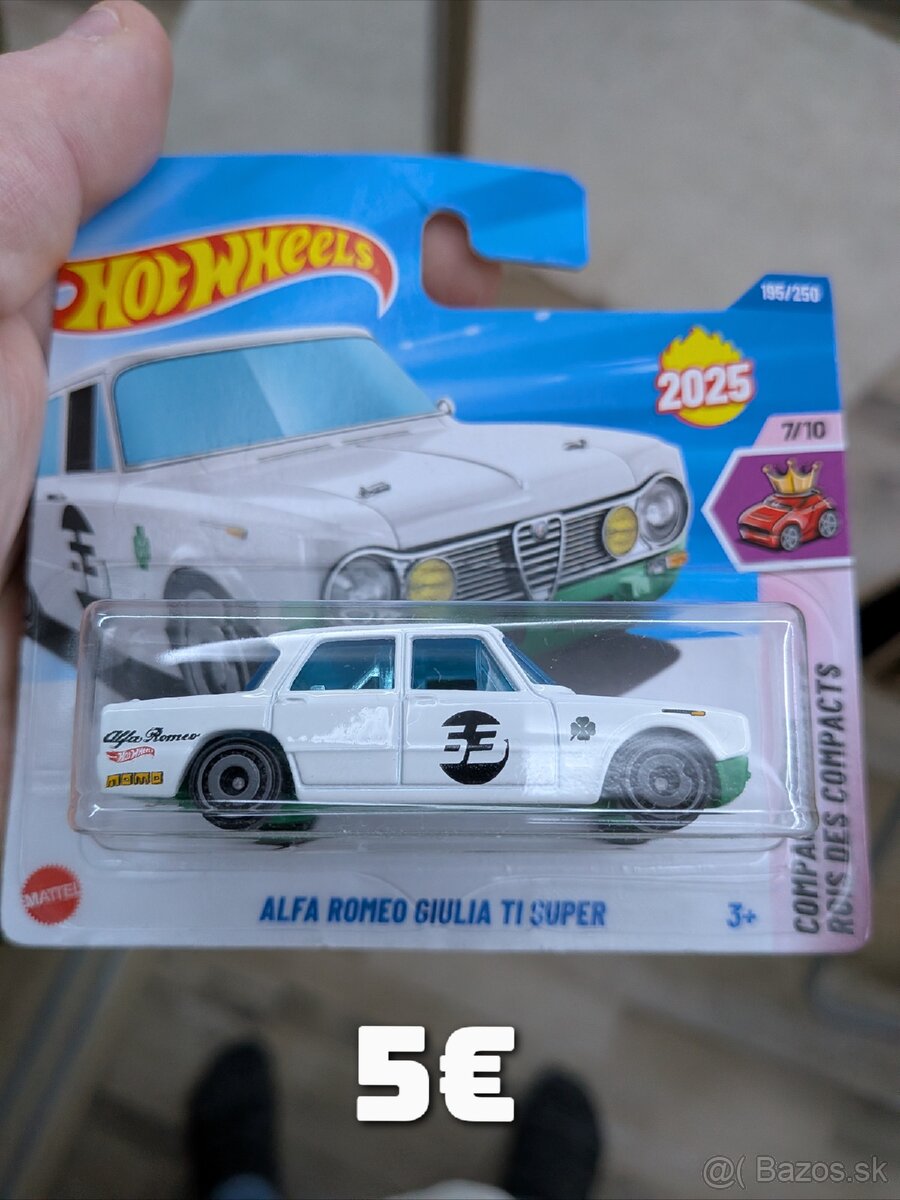 HOT WHEELS
195/250
2025
7/10
Alfa Romeo
HOT WHEELS
MOMO
33
MATTEL
ALFA ROMEO GIULIA TI SUPER
3+
ROIS DES COMPACTS
5€
@( Bazos.sk